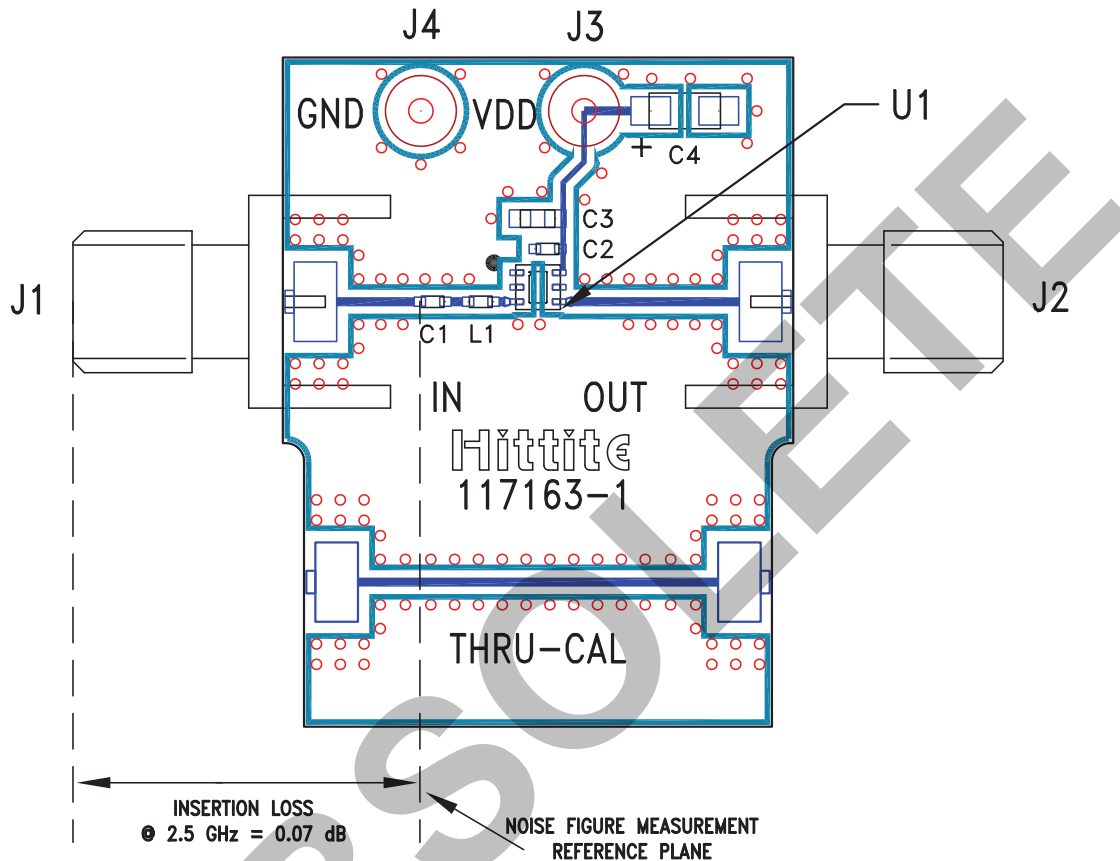 J4
J3
GND
VDD
U1
+
C4
C3
C2
J1
J2
C1
L1
IN
OUT
Hittite
117163-1
THRU-CAL
INSERTION LOSS
@ 2.5 GHz = 0.07 dB
NOISE FIGURE MEASUREMENT
REFERENCE PLANE